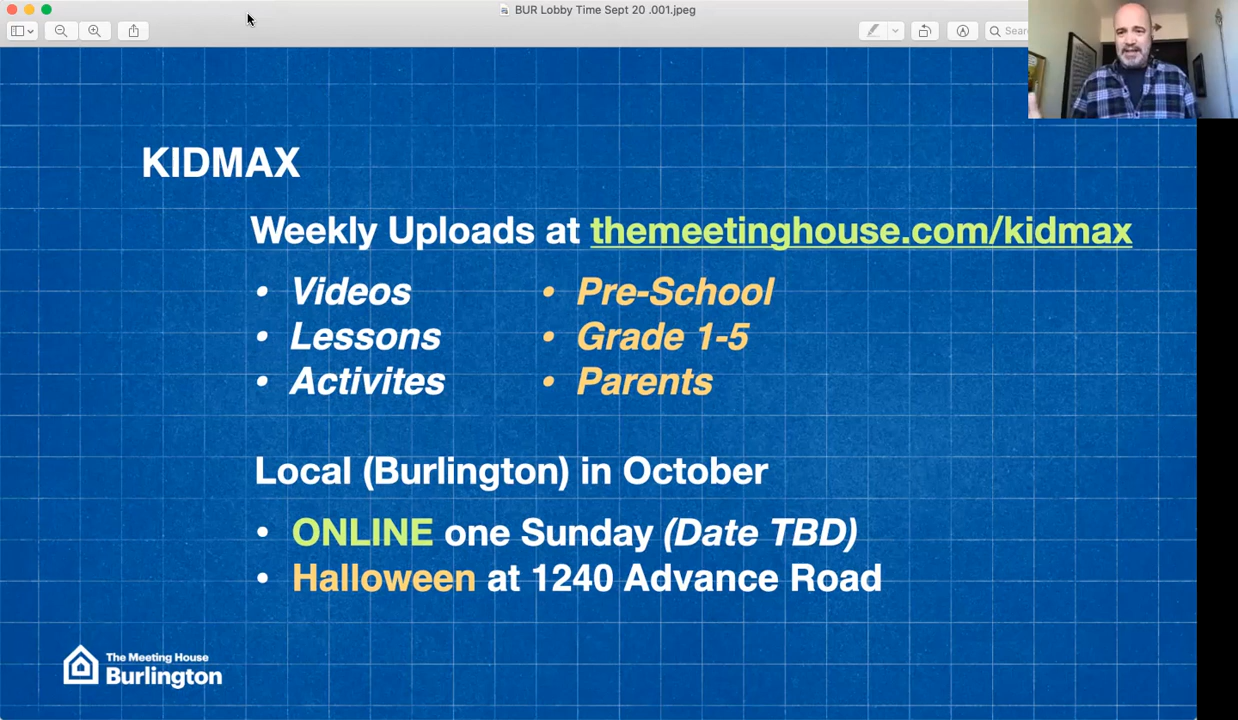 BUR Lobby Time Sept 20 .001.jpeg
Sear
KIDMAX
Weekly Uploads at themeetinghouse.com/kidmax
• Videos
• Lessons
• Activites
• Pre-School
• Grade 1-5
• Parents
Local (Burlington) in October
• ONLINE one Sunday (Date TBD)
• Halloween at 1240 Advance Road
The Meeting House
Burlington